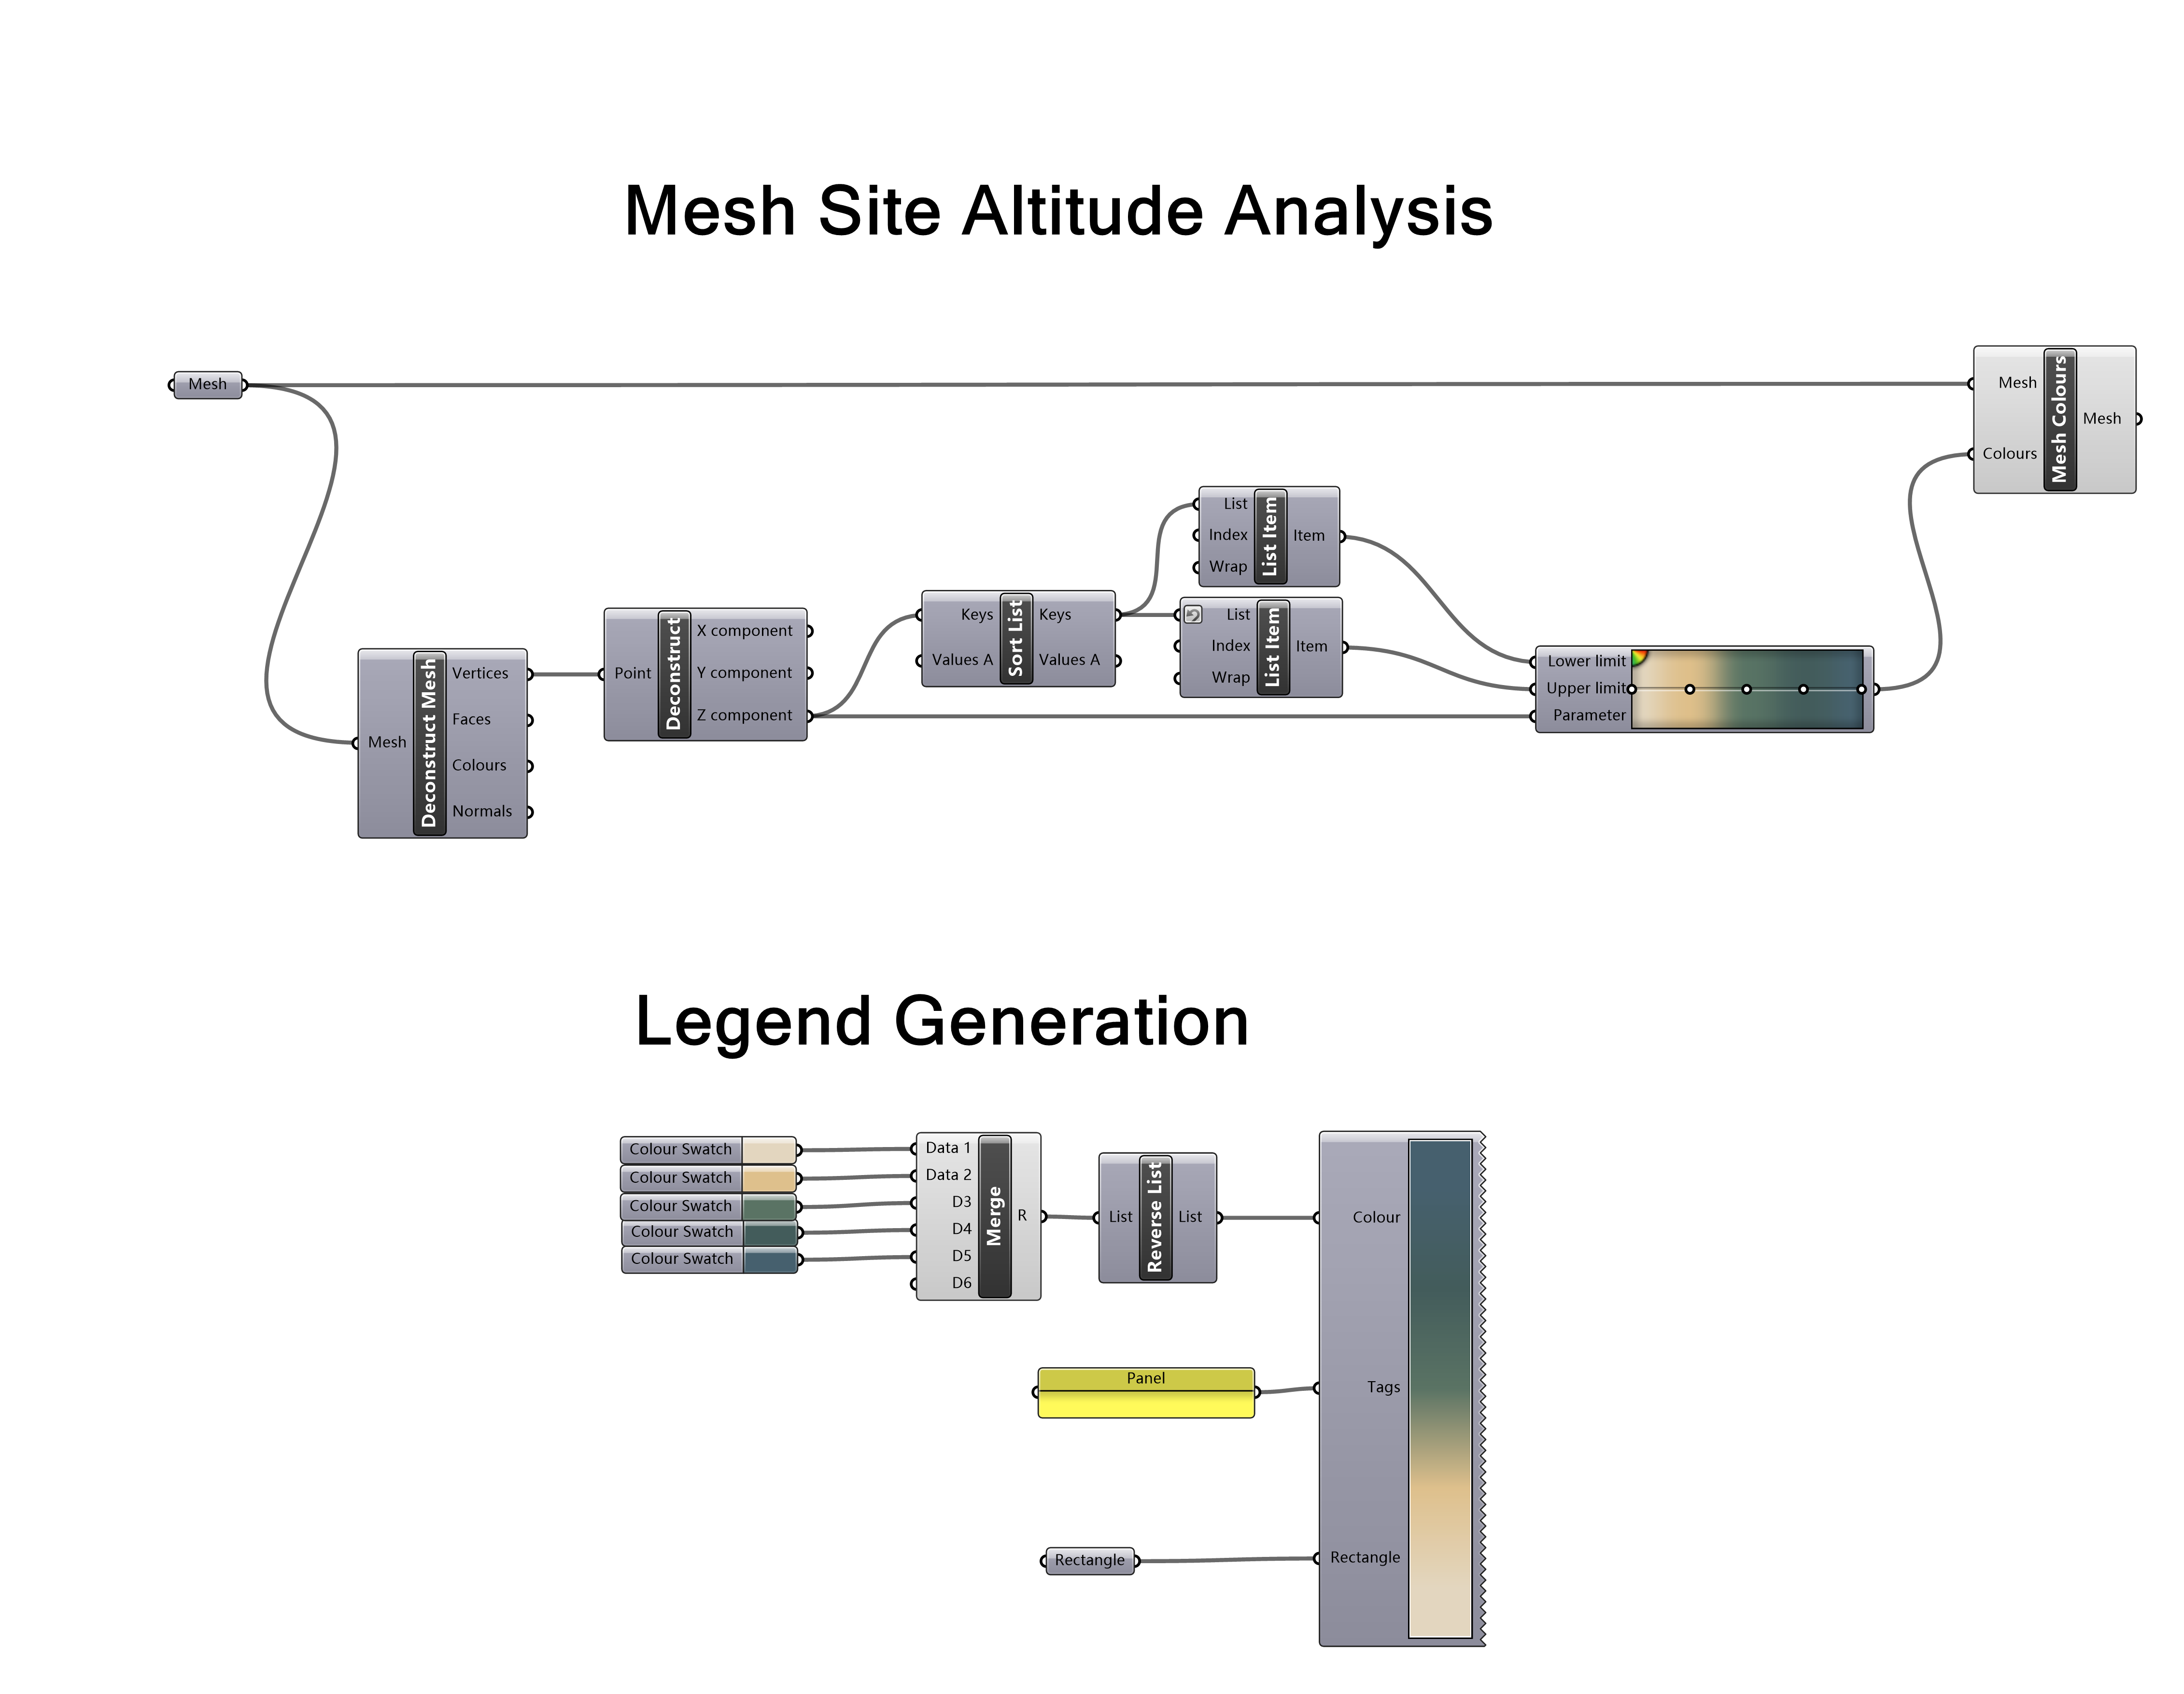 Mesh Site Altitude Analysis
Mesh
Mesh
Colours
Mesh Colours
Mesh
List
Index
Wrap
List Item
Item
List
Index
Wrap
List Item
Item
Keys
Values A
Sort List
Keys
Values A
Point
Deconstruct
X component
Y component
Z component
Mesh
Deconstruct Mesh
Vertices
Faces
Colours
Normals
Lower limit
Upper limit
Parameter
Legend Generation
Colour Swatch
Colour Swatch
Colour Swatch
Colour Swatch
Colour Swatch
Data 1
Data 2
D3
D4
D5
D6
Merge
R
List
Reverse List
List
Colour
Tags
Rectangle
Panel
Rectangle